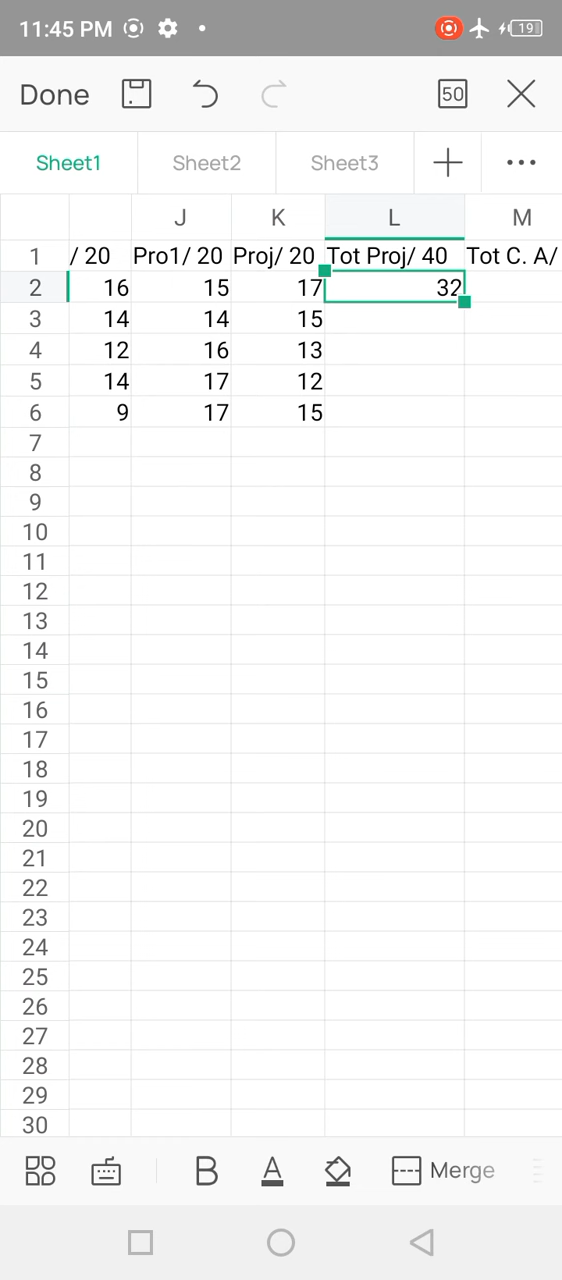 11:45 PM 19
Done 50
Sheet1 Sheet2 Sheet3
J K L M
1 / 20 Pro1/ 20 Proj/ 20 Tot Proj/ 40 Tot C. A/
2 16 15 17 32
3 14 14 15
4 12 16 13
5 14 17 12
6 9 17 15
7
8
9
10
11
12
13
14
15
16
17
18
19
20
21
22
23
24
25
26
27
28
29
30
B A Merge